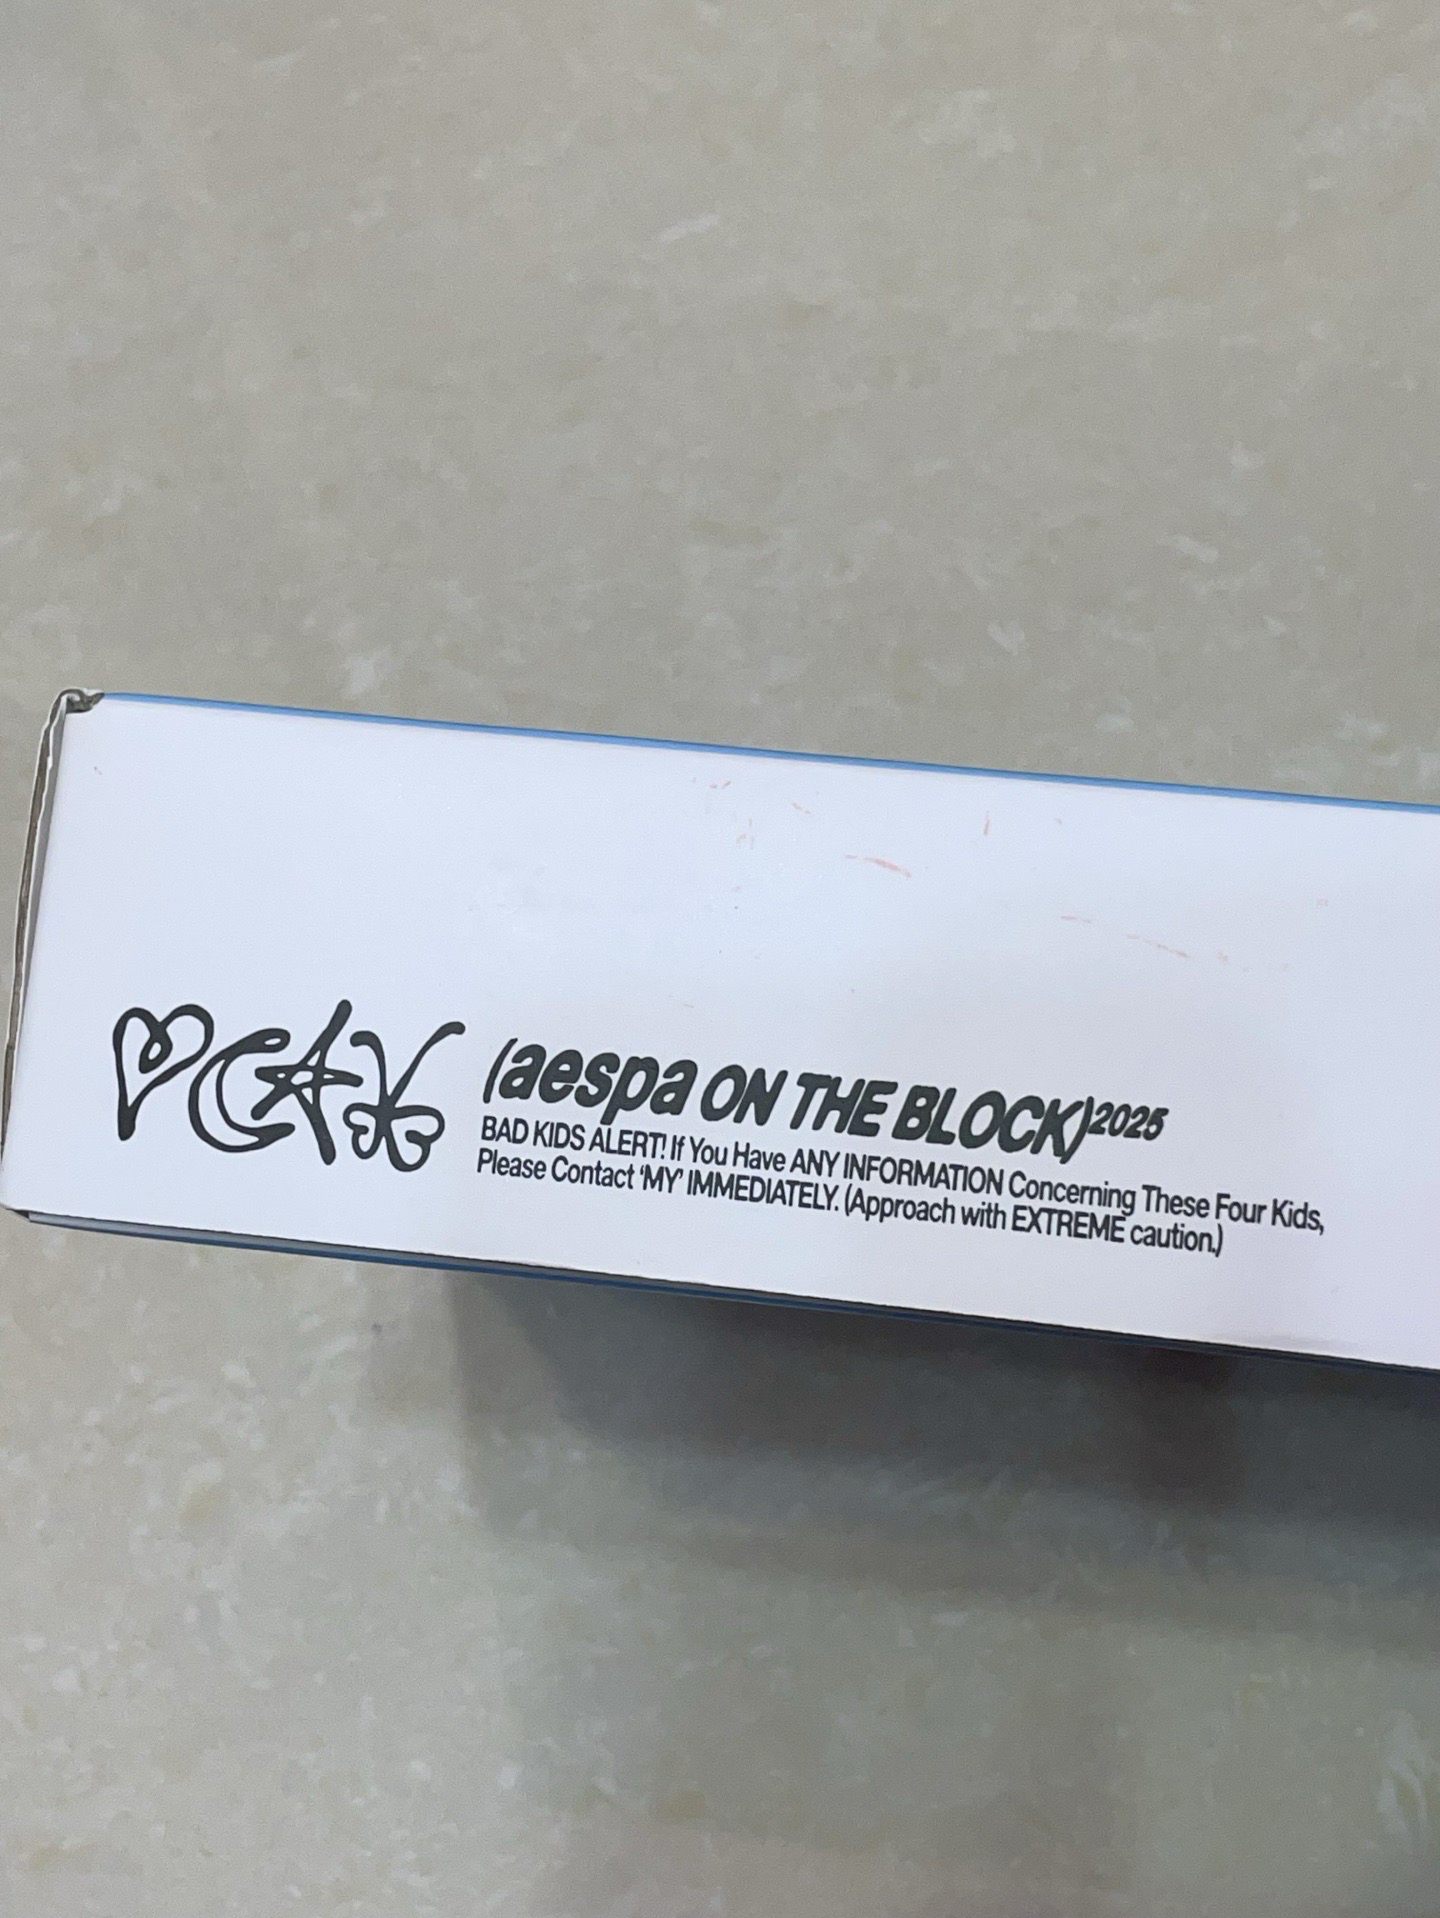 (aespa ON THE BLOCK)2025
BAD KIDS ALERT! If You Have ANY INFORMATION Concerning These Four Kids,
Please Contact ‘MY’ IMMEDIATELY. (Approach with EXTREME caution.)